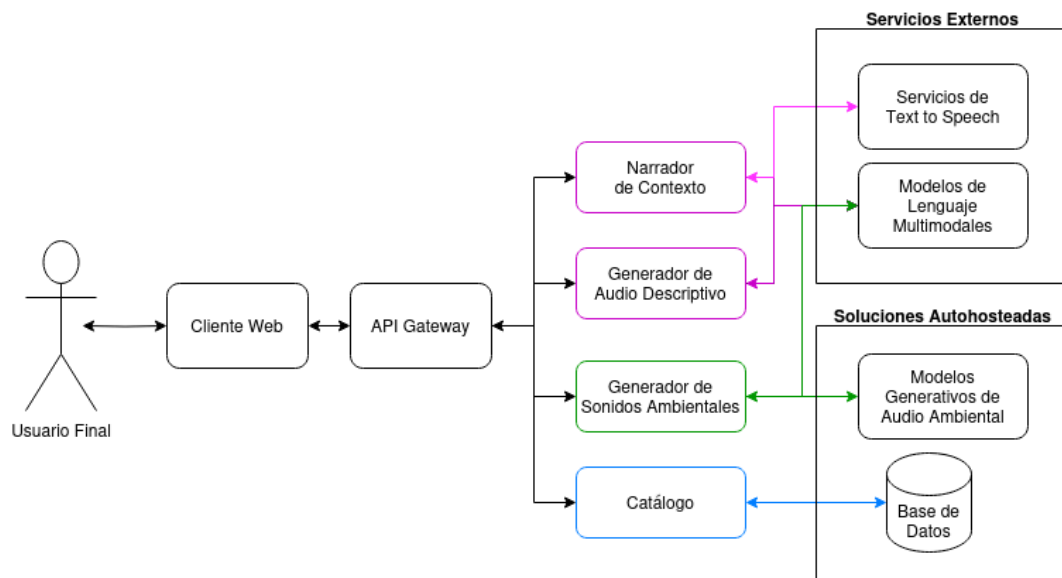 Servicios Externos
Servicios de
Text to Speech
Narrador
de Contexto
Modelos de
Lenguaje
Multimodales
Generador de
Audio Descriptivo
Cliente Web
API Gateway
Soluciones Autohosteadas
Generador de
Sonidos Ambientales
Modelos
Generativos de
Audio Ambiental
Usuario Final
Catálogo
Base de
Datos